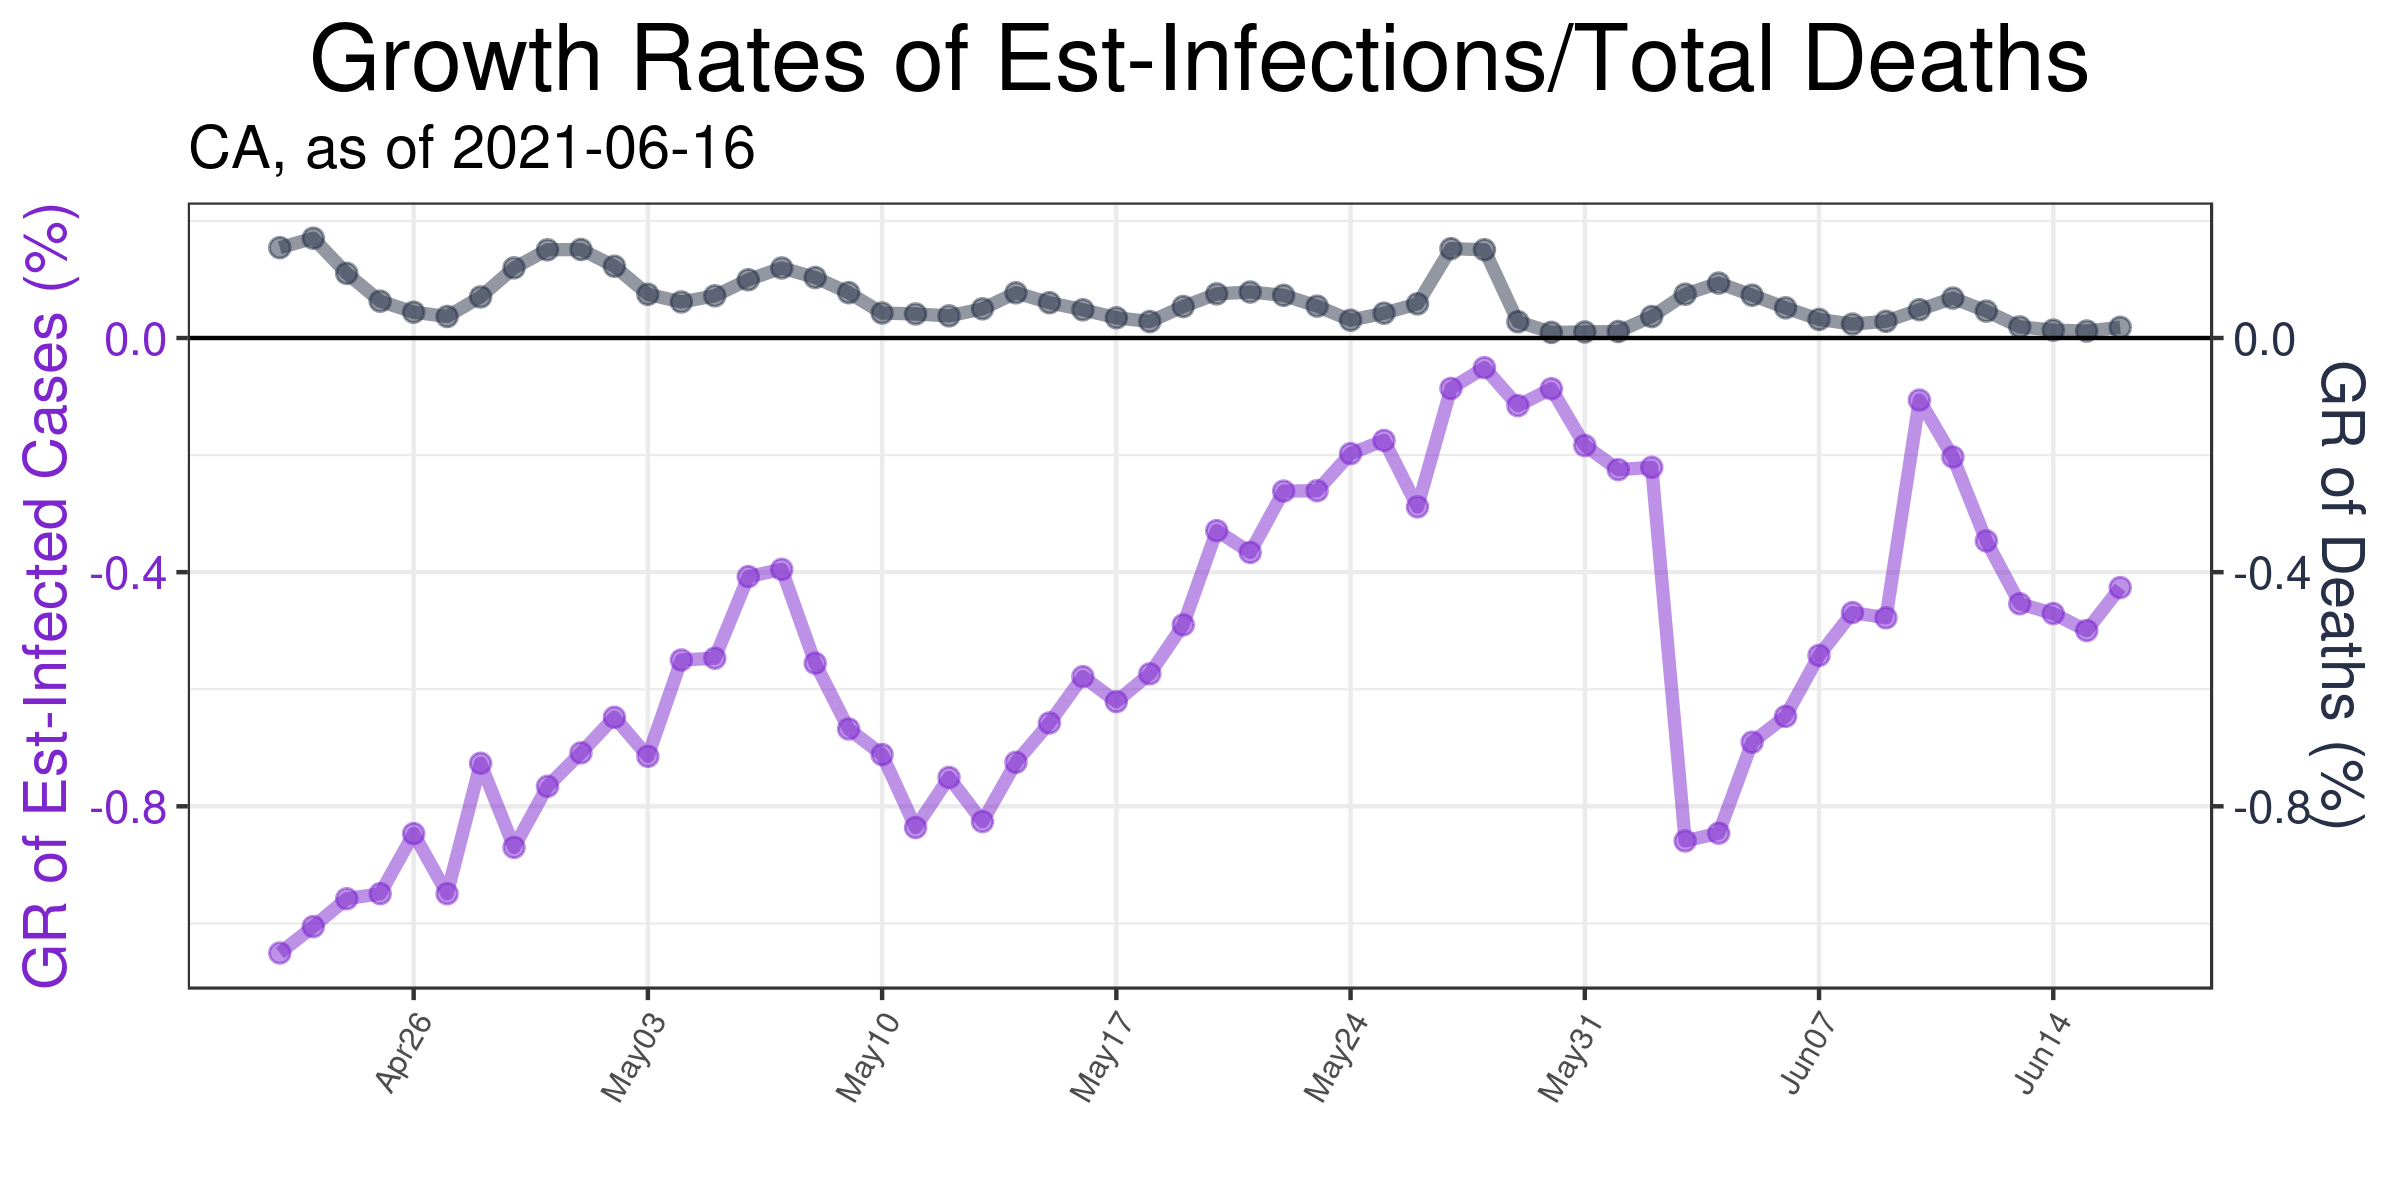 Growth Rates of Est-Infections/Total Deaths
CA, as of 2021-06-16
GR of Est-Infected Cases (%)
0.0
-0.4
-0.8
0.0
-0.4
-0.8
GR of Deaths (%)
Apr26
May03
May10
May17
May24
May31
Jun07
Jun14